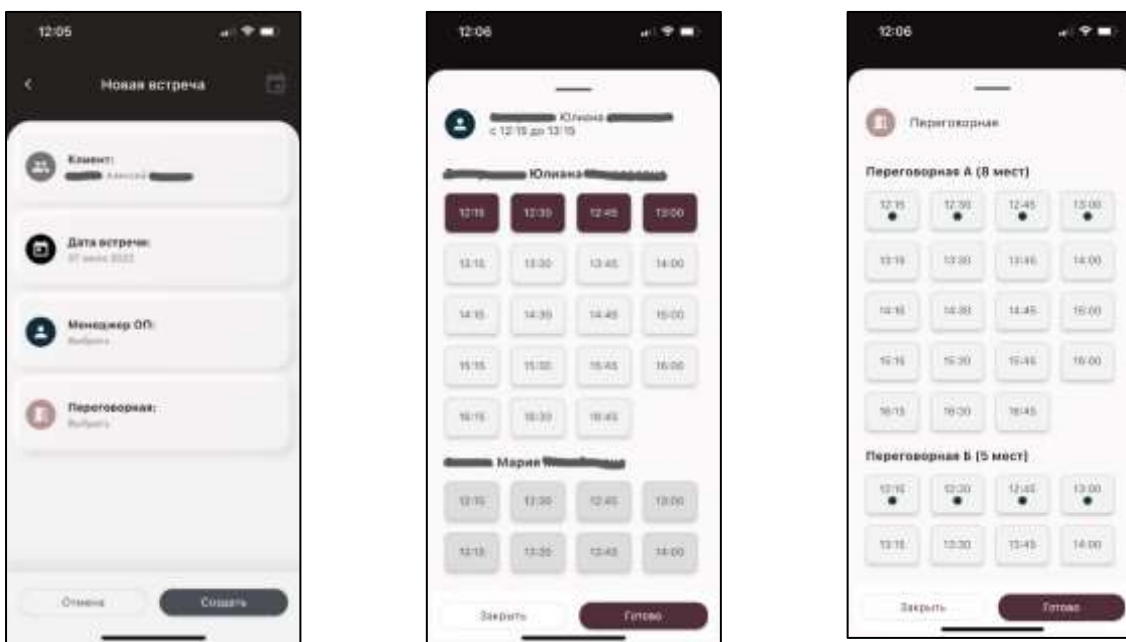 12:05
Новая встреча
Клиент:
Алексей
Дата встречи:
07 июля 2022
Менеджер ОП:
Выбрать
Переговорная:
Выбрать
Отмена
Создать
12:06
Юлиана
с 12:15 до 13:15
Юлиана
12:15 12:30 12:45 13:00
13:15 13:30 13:45 14:00
14:15 14:30 14:45 15:00
15:15 15:30 15:45 16:00
16:15 16:30 16:45
Мария
12:15 12:30 12:45 13:00
13:15 13:30 13:45 14:00
Закрыть
Готово
12:06
Переговорная
Переговорная А (8 мест)
12:15 12:30 12:45 13:00
13:15 13:30 13:45 14:00
14:15 14:30 14:45 15:00
15:15 15:30 15:45 16:00
16:15 16:30 16:45
Переговорная Б (5 мест)
12:15 12:30 12:45 13:00
13:15 13:30 13:45 14:00
Закрыть
Готово